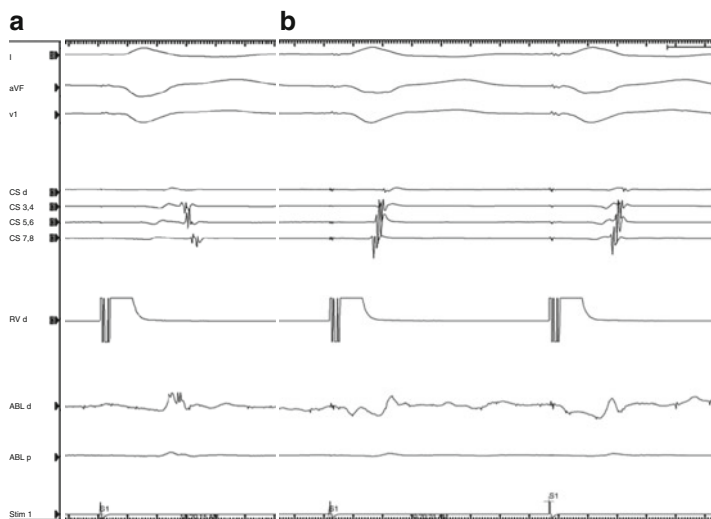 a
b
I
aVF
v1
CS d
CS 3,4
CS 5,6
CS 7,8
RV d
ABL d
ABL p
Stim 1
S1
S1
S1